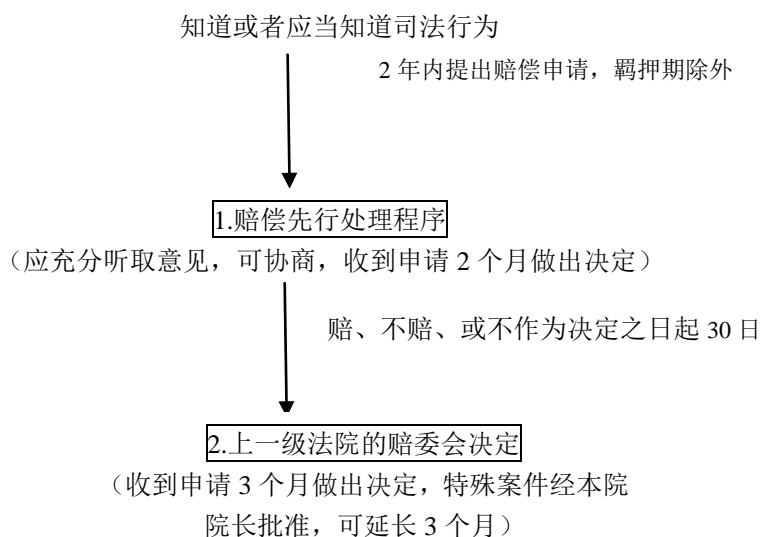 知道或者应当知道司法行为
2 年内提出赔偿申请，羁押期除外
1.赔偿先行处理程序
（应充分听取意见，可协商，收到申请 2 个月做出决定）
赔、不赔、或不作为决定之日起 30 日
2.上一级法院的赔委会决定
（收到申请 3 个月做出决定，特殊案件经本院
院长批准，可延长 3 个月）